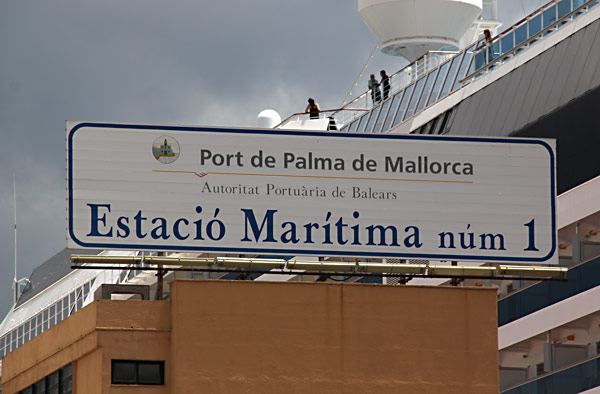 Port de Palma de Mallorca
Autoritat Portuària de Balears
Estació Marítima núm 1